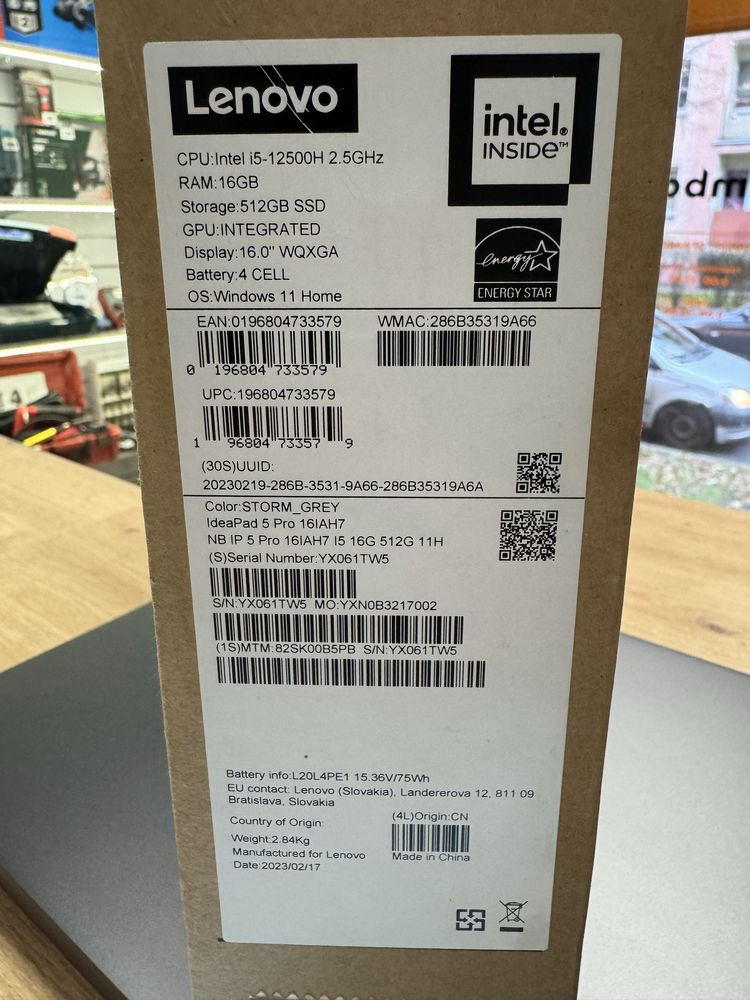 Lenovo
intel.
INSIDE™
CPU:Intel i5-12500H 2.5GHz
RAM:16GB
Storage:512GB SSD
GPU:INTEGRATED
Display:16.0" WQXGA
Battery:4 CELL
OS:Windows 11 Home
energy
ENERGY STAR
EAN:0196804733579
WMAC:286B35319A66
0 196804 733579
UPC:196804733579
1 96804 73357 9
(30S)UUID:
20230219-286B-3531-9A66-286B35319A6A
Color:STORM_GREY
IdeaPad 5 Pro 16IAH7
NB IP 5 Pro 16IAH7 I5 16G 512G 11H
(S)Serial Number:YX061TW5
S/N:YX061TW5 MO:YXN0B3217002
(1S)MTM:82SK00B5PB S/N:YX061TW5
Battery info:L20L4PE1 15.36V/75Wh
EU contact: Lenovo (Slovakia), Landererova 12, 811 09
Bratislava, Slovakia
Country of Origin:
(4L)Origin:CN
Weight:2.84Kg
Manufactured for Lenovo
Made in China
Date:2023/02/17